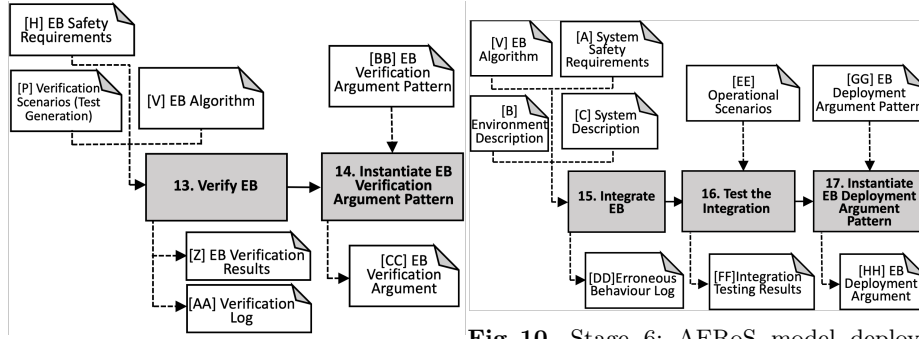 [H] EB Safety
Requirements
[P] Verification
Scenarios (Test
Generation)
[V] EB Algorithm
[BB] EB
Verification
Argument Pattern
13. Verify EB
14. Instantiate EB
Verification
Argument Pattern
[Z] EB Verification
Results
[AA] Verification
Log
[CC] EB
Verification
Argument
[V] EB
Algorithm
[A] System
Safety
Requirements
[B]
Environment
Description
[C] System
Description
[EE]
Operational
Scenarios
[GG] EB
Deployment
Argument Pattern
15. Integrate
EB
16. Test the
Integration
17. Instantiate
EB Deployment
Argument
Pattern
[DD]Erroneous
Behaviour Log
[FF]Integration
Testing Results
[HH] EB
Deployment
Argument
Fig. 10. Stage 6: AERoS model deploy